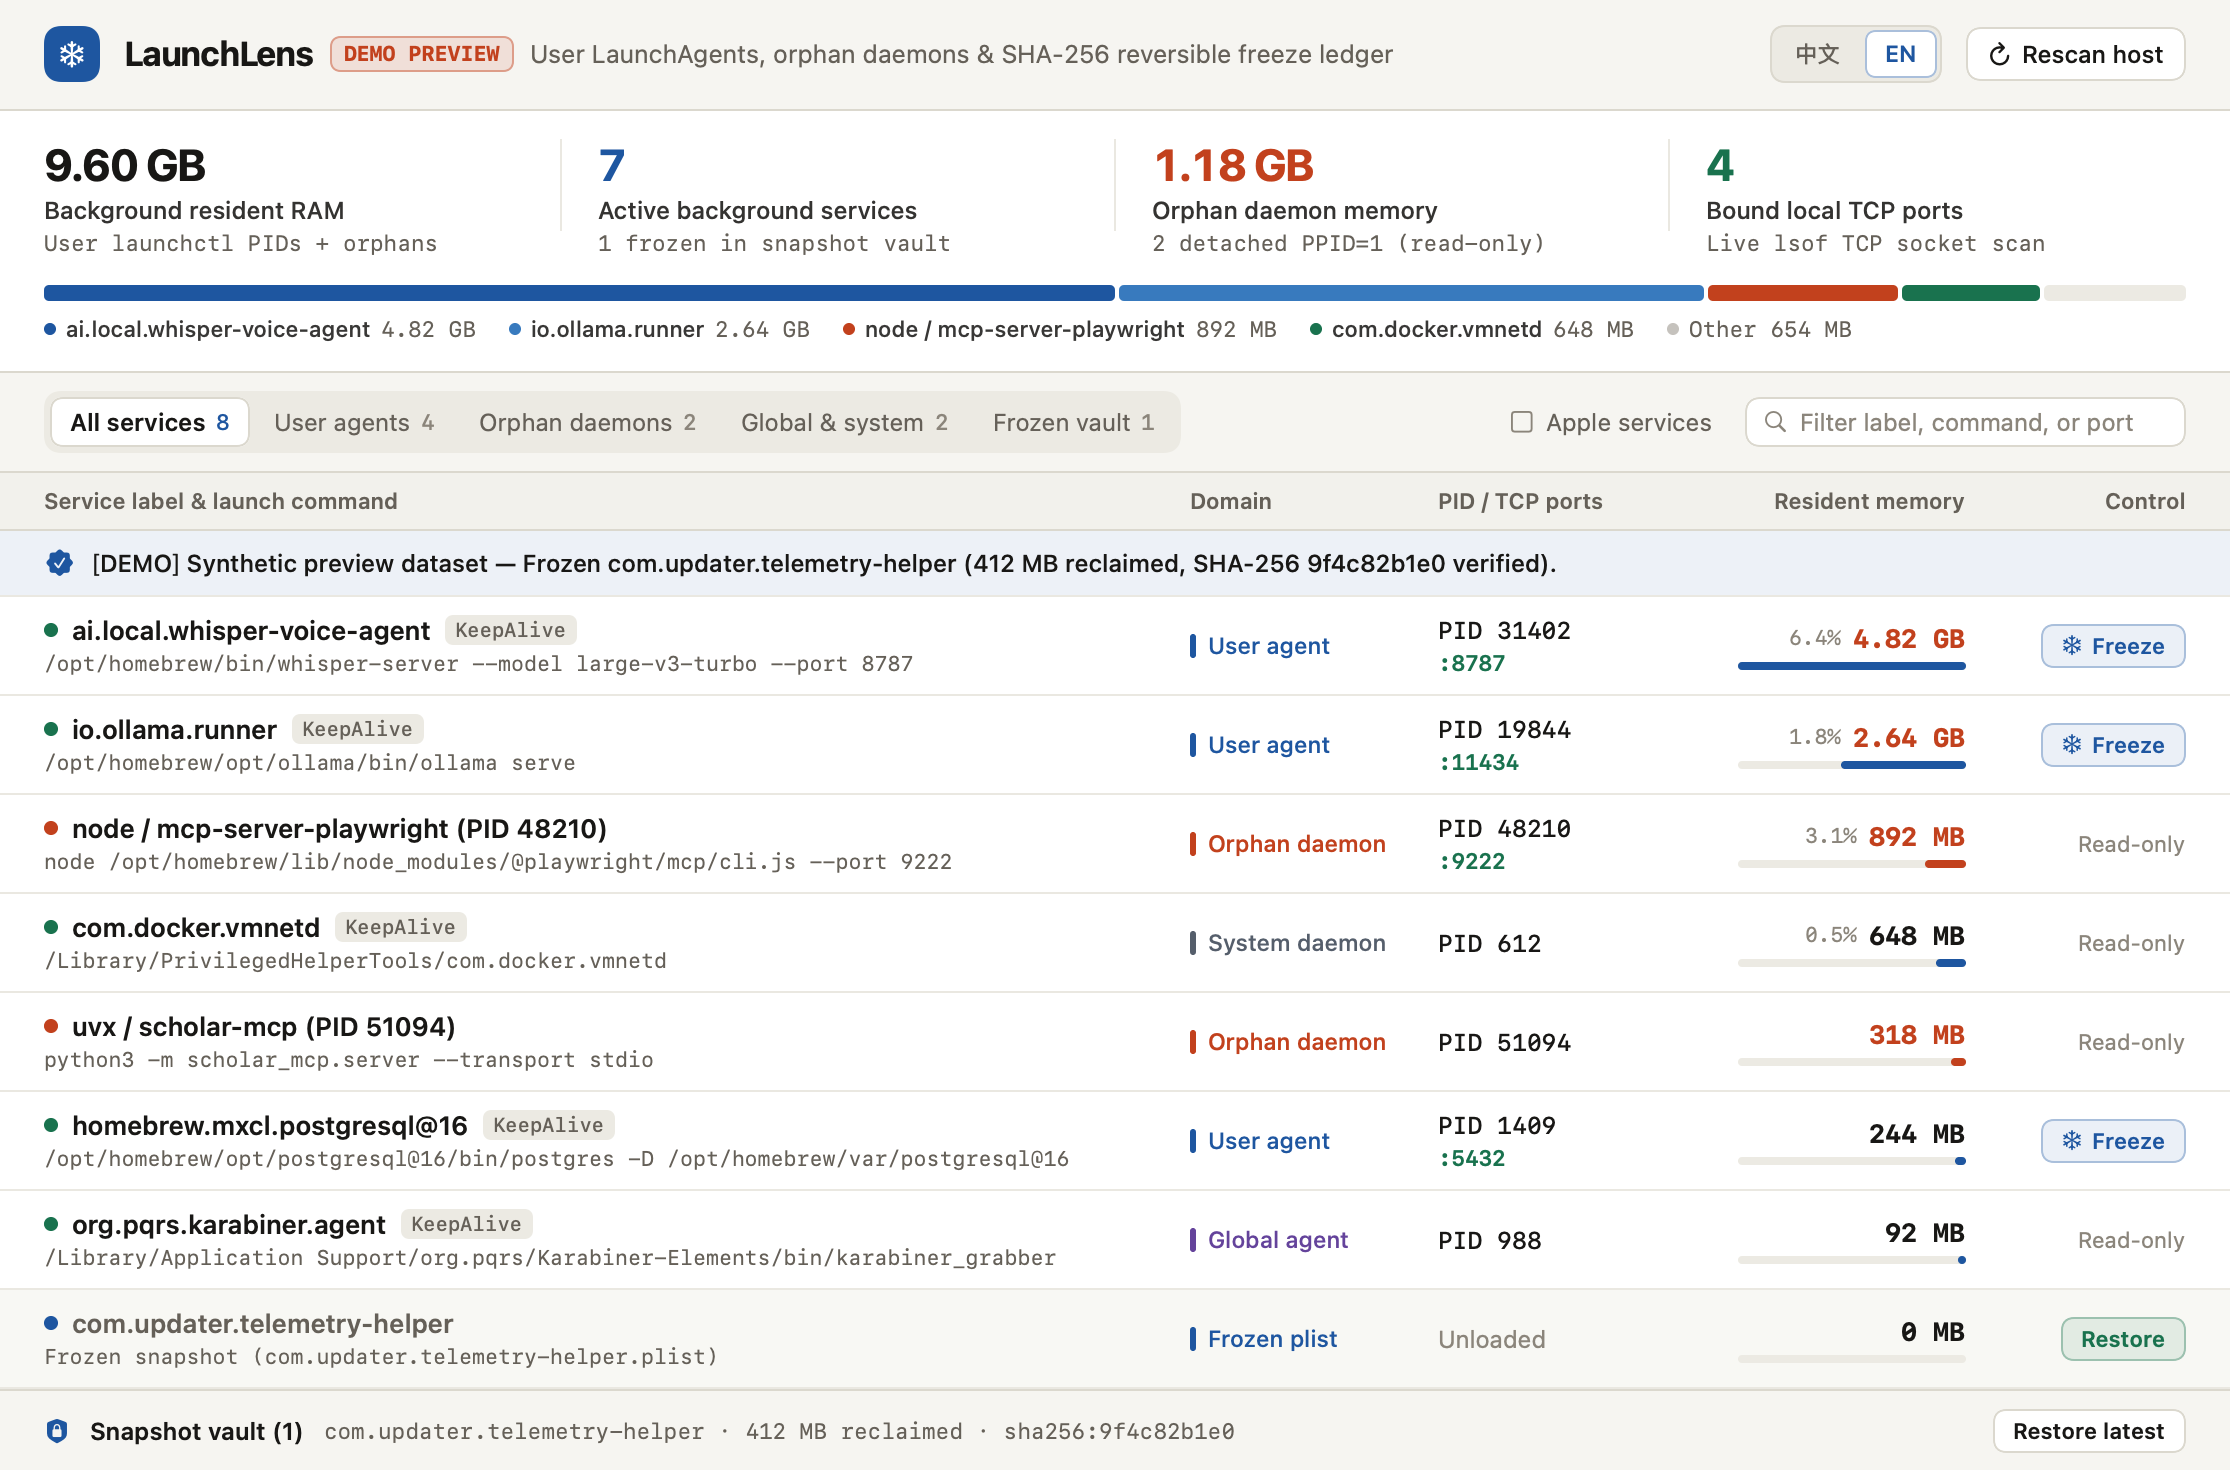 LaunchLens DEMO PREVIEW User LaunchAgents, orphan daemons & SHA-256 reversible freeze ledger 中文 EN Rescan host
9.60 GB 7 1.18 GB 4
Background resident RAM Active background services Orphan daemon memory Bound local TCP ports
User launchctl PIDs + orphans 1 frozen in snapshot vault 2 detached PPID=1 (read-only) Live lsof TCP socket scan
ai.local.whisper-voice-agent 4.82 GB io.ollama.runner 2.64 GB node / mcp-server-playwright 892 MB com.docker.vmnetd 648 MB Other 654 MB
All services 8 User agents 4 Orphan daemons 2 Global & system 2 Frozen vault 1 Apple services Filter label, command, or port
Service label & launch command Domain PID / TCP ports Resident memory Control
[DEMO] Synthetic preview dataset — Frozen com.updater.telemetry-helper (412 MB reclaimed, SHA-256 9f4c82b1e0 verified).
ai.local.whisper-voice-agent KeepAlive User agent PID 31402 6.4% 4.82 GB Freeze
/opt/homebrew/bin/whisper-server --model large-v3-turbo --port 8787 :8787
io.ollama.runner KeepAlive User agent PID 19844 1.8% 2.64 GB Freeze
/opt/homebrew/opt/ollama/bin/ollama serve :11434
node / mcp-server-playwright (PID 48210) Orphan daemon PID 48210 3.1% 892 MB Read-only
node /opt/homebrew/lib/node_modules/@playwright/mcp/cli.js --port 9222 :9222
com.docker.vmnetd KeepAlive System daemon PID 612 0.5% 648 MB Read-only
/Library/PrivilegedHelperTools/com.docker.vmnetd
uvx / scholar-mcp (PID 51094) Orphan daemon PID 51094 318 MB Read-only
python3 -m scholar_mcp.server --transport stdio
homebrew.mxcl.postgresql@16 KeepAlive User agent PID 1409 244 MB Freeze
/opt/homebrew/opt/postgresql@16/bin/postgres -D /opt/homebrew/var/postgresql@16 :5432
org.pqrs.karabiner.agent KeepAlive Global agent PID 988 92 MB Read-only
/Library/Application Support/org.pqrs/Karabiner-Elements/bin/karabiner_grabber
com.updater.telemetry-helper Frozen plist Unloaded 0 MB Restore
Frozen snapshot (com.updater.telemetry-helper.plist)
Snapshot vault (1) com.updater.telemetry-helper · 412 MB reclaimed · sha256:9f4c82b1e0 Restore latest